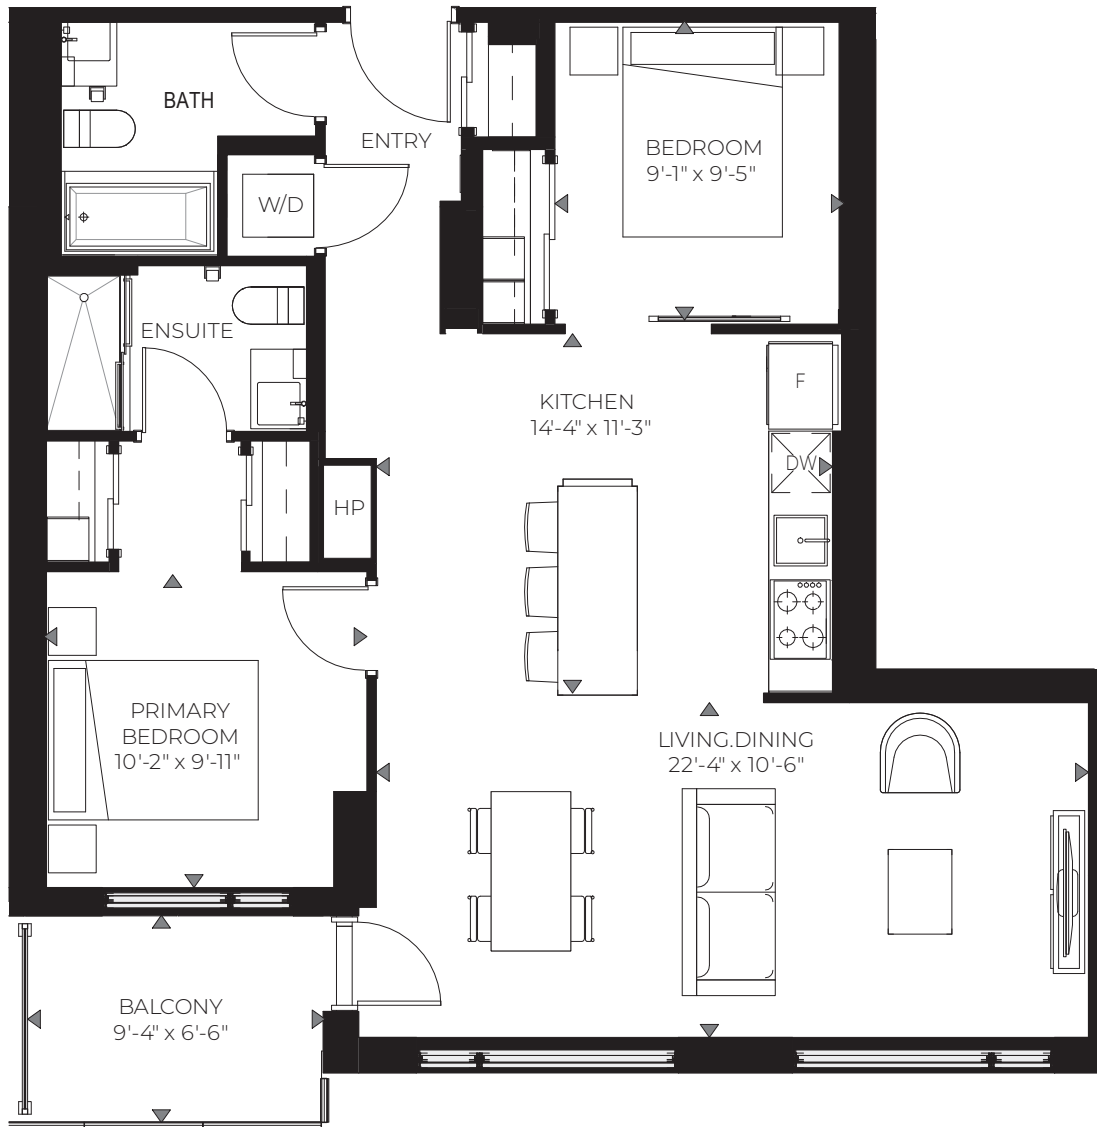 BATH
ENTRY
BEDROOM
9'-1" x 9'-5"
W/D
ENSUITE
KITCHEN
14'-4" x 11'-3"
F
DW
HP
PRIMARY
BEDROOM
10'-2" x 9'-11"
LIVING.DINING
22'-4" x 10'-6"
BALCONY
9'-4" x 6'-6"